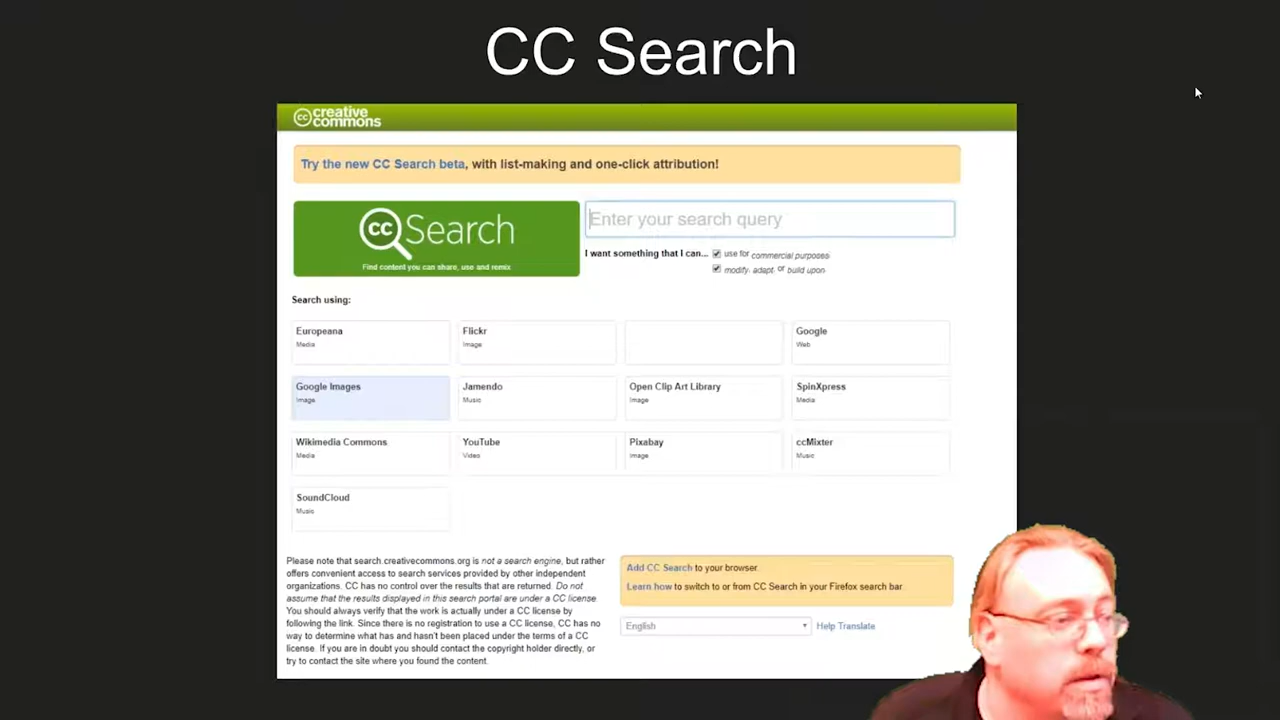 CC Search
cc creative
commons
Try the new CC Search beta, with list-making and one-click attribution!
cc Search
Find content you can share, use and remix
Enter your search query
I want something that I can... use for commercial purposes
modify, adapt, or build upon
Search using:
Europeana
Media
Flickr
Image
Google
Web
Google Images
Image
Jamendo
Music
Open Clip Art Library
Image
SpinXpress
Media
Wikimedia Commons
Media
YouTube
Video
Pixabay
Image
ccMixter
Music
SoundCloud
Music
Please note that search.creativecommons.org is not a search engine, but rather
offers convenient access to search services provided by other independent
organizations. CC has no control over the results that are returned. Do not
assume that the results displayed in this search portal are under a CC license.
You should always verify that the work is actually under a CC license by
following the link. Since there is no registration to use a CC license, CC has no
way to determine what has and hasn't been placed under the terms of a CC
license. If you are in doubt you should contact the copyright holder directly, or
try to contact the site where you found the content.
Add CC Search to your browser.
Learn how to switch to or from CC Search in your Firefox search bar.
English
Help Translate